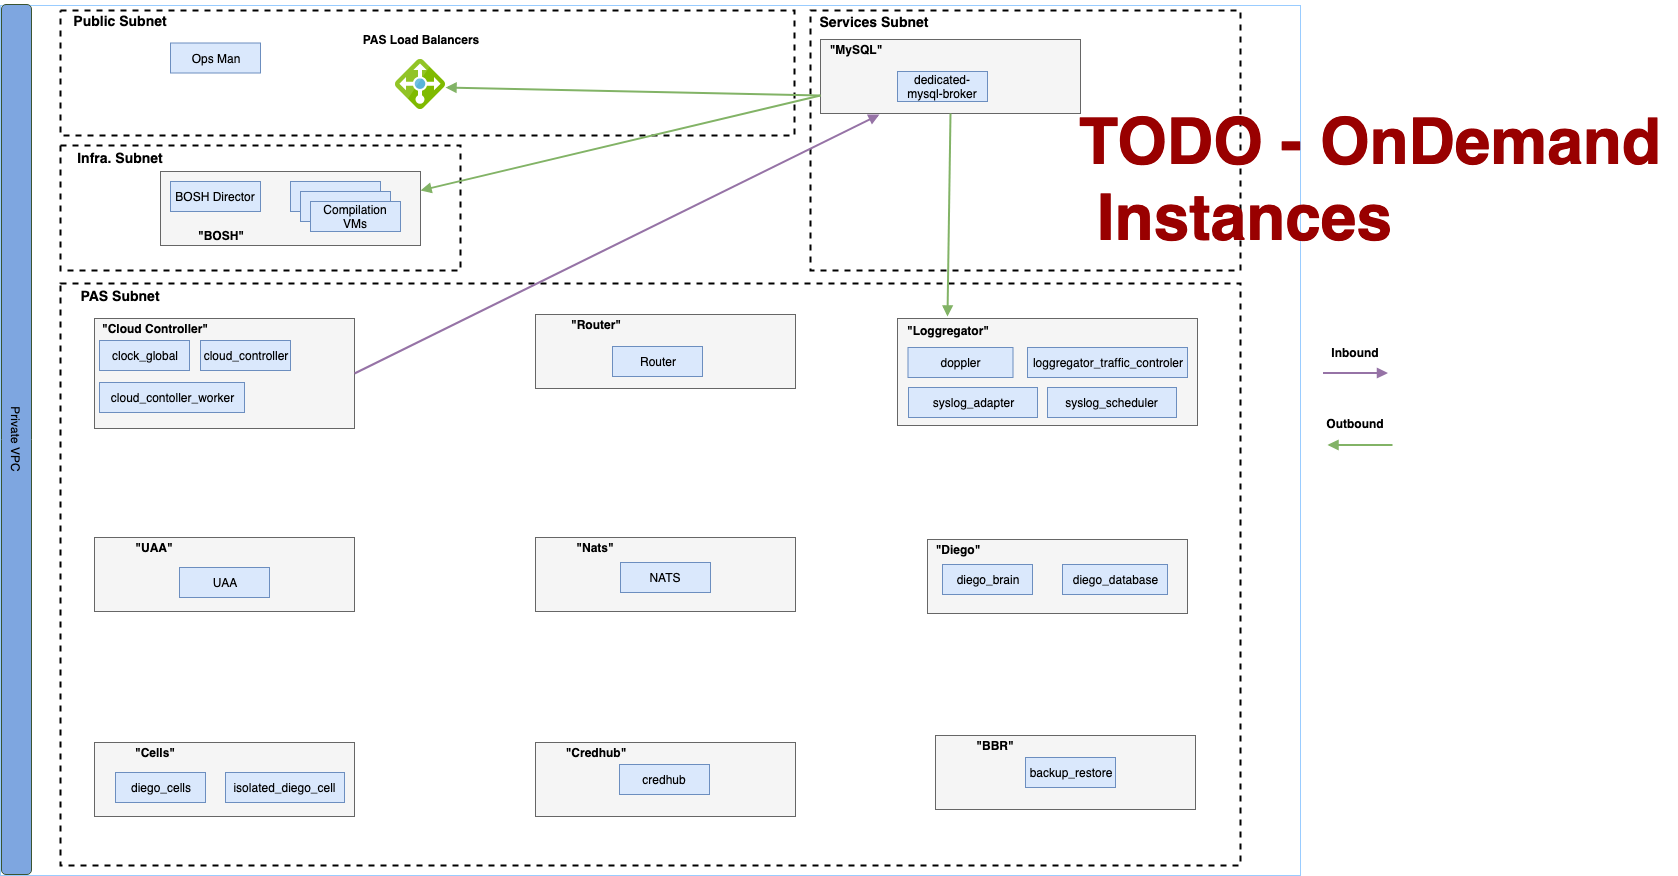 Private VPC
Public Subnet
Ops Man
PAS Load Balancers
Services Subnet
"MySQL"
dedicated-
mysql-broker
TODO - OnDemand
Instances
Infra. Subnet
BOSH Director
Compilation
VMs
"BOSH"
PAS Subnet
"Cloud Controller"
clock_global
cloud_controller
cloud_contoller_worker
"Router"
Router
"Loggregator"
doppler
loggregator_traffic_controler
syslog_adapter
syslog_scheduler
Inbound
Outbound
"UAA"
UAA
"Nats"
NATS
"Diego"
diego_brain
diego_database
"Cells"
diego_cells
isolated_diego_cell
"Credhub"
credhub
"BBR"
backup_restore